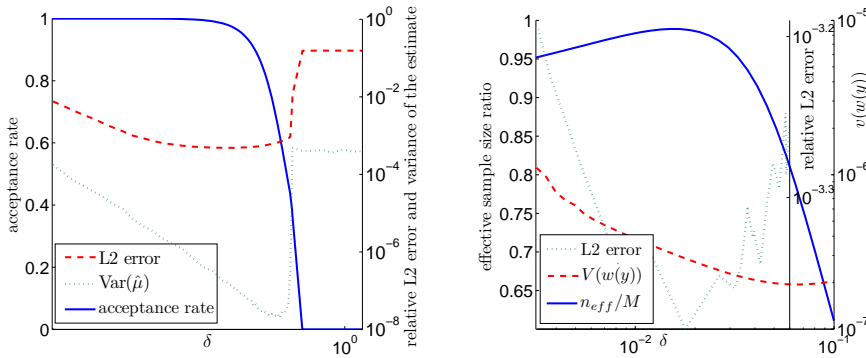 1
0.8
0.6
0.4
0.2
0
acceptance rate
10^0
10^-2
10^-4
10^-6
10^-8
relative L2 error and variance of the estimate
L2 error
Var(μ̂)
acceptance rate
δ
10^0
1
0.95
0.9
0.85
0.8
0.75
0.7
0.65
effective sample size ratio
10^-3.2
10^-3.3
relative L2 error
10^-5
10^-6
10^-7
v(w(y))
L2 error
V(w(y))
n_eff/M
10^-2
δ
10^-1